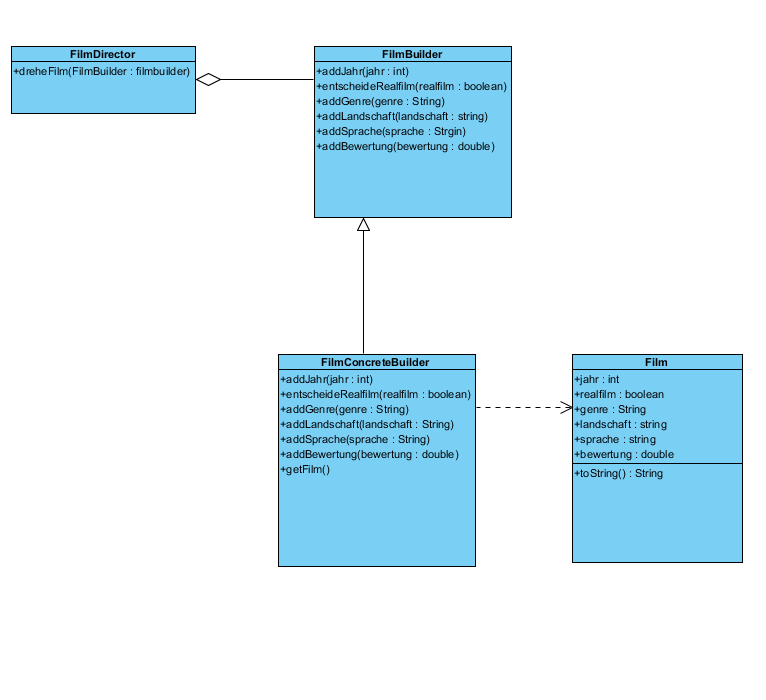 FilmDirector
+dreheFilm(FilmBuilder : filmbuilder)
FilmBuilder
+addJahr(jahr : int)
+entscheideRealfilm(realfilm : boolean)
+addGenre(genre : String)
+addLandschaft(landschaft : string)
+addSprache(sprache : Strgin)
+addBewertung(bewertung : double)
FilmConcreteBuilder
+addJahr(jahr : int)
+entscheideRealfilm(realfilm : boolean)
+addGenre(genre : String)
+addLandschaft(landschaft : String)
+addSprache(sprache : String)
+addBewertung(bewertung : double)
+getFilm()
Film
+jahr : int
+realfilm : boolean
+genre : String
+landschaft : string
+sprache : string
+bewertung : double
+toString() : String